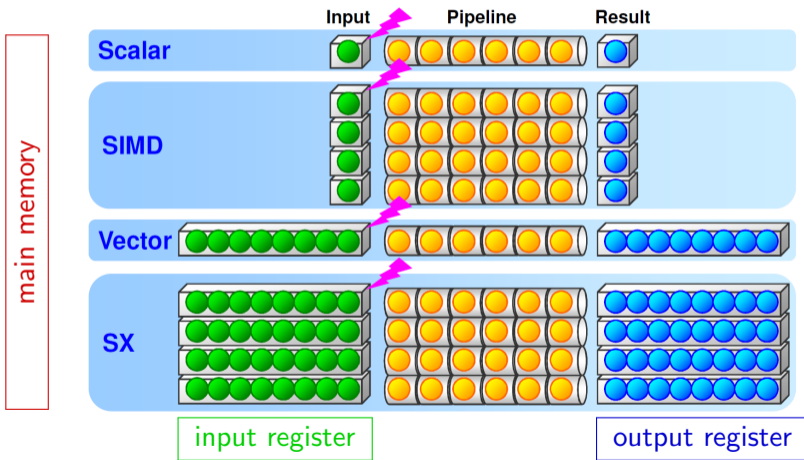 Input Pipeline Result
Scalar
SIMD
Vector
SX
main memory
input register
output register